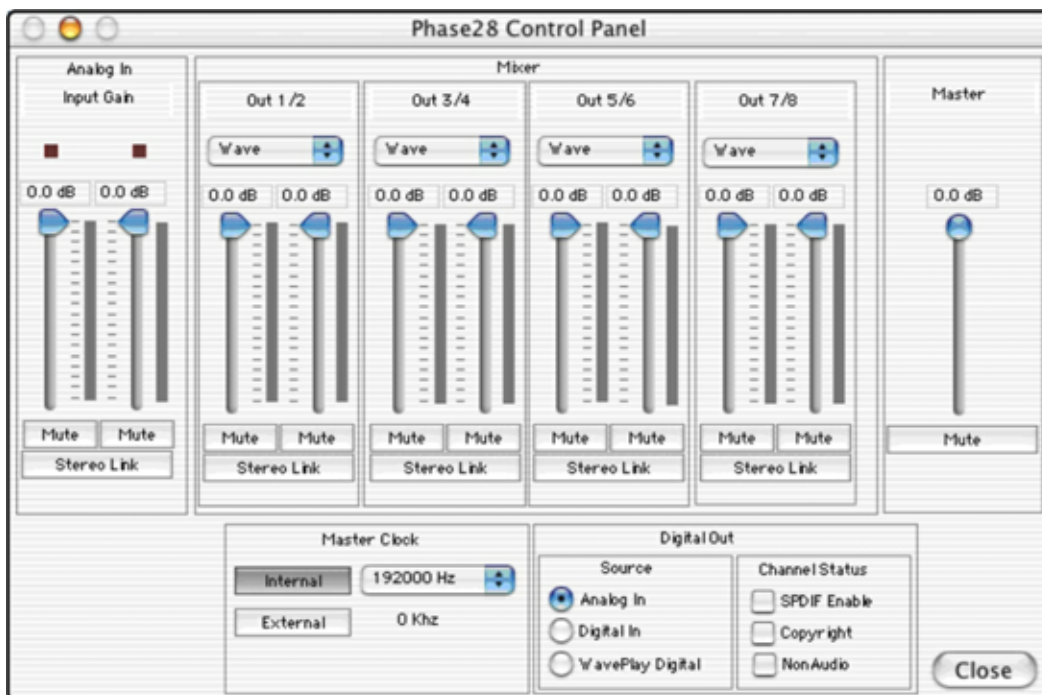 Phase28 Control Panel
Analog In
Input Gain
0.0 dB 0.0 dB
Mute Mute
Stereo Link
Mixer
Out 1/2
Wave
0.0 dB 0.0 dB
Mute Mute
Stereo Link
Out 3/4
Wave
0.0 dB 0.0 dB
Mute Mute
Stereo Link
Out 5/6
Wave
0.0 dB 0.0 dB
Mute Mute
Stereo Link
Out 7/8
Wave
0.0 dB 0.0 dB
Mute Mute
Stereo Link
Master
0.0 dB
Mute
Master Clock
Internal 192000 Hz
External 0 Khz
Digital Out
Source
Analog In
Digital In
WavePlay Digital
Channel Status
SPDIF Enable
Copyright
NonAudio
Close